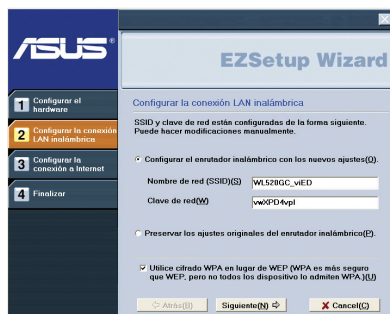 /ISUS®
EZSetup Wizard
1 Configurar el
hardware
2 Configurar la conexión
LAN inalámbrica
3 Configurar la
conexión a Internet
4 Finalizar
Configurar la conexión LAN inalámbrica
SSID y clave de red están configuradas de la forma siguiente.
Puede hacer modificaciones manualmente.
Configurar el enrutador inalámbrico con los nuevos ajustes(O).
Nombre de red (SSID)(S) WL520GC_viED
Clave de red(W) vwXPD4vpl
Preservar los ajustes originales del enrutador inalámbrico(P).
Utilice cifrado WPA en lugar de WEP (WPA es más seguro
que WEP, pero no todos los dispositivo lo admiten WPA.)(U)
Atrás(B) Siguiente(N) Cancel(C)